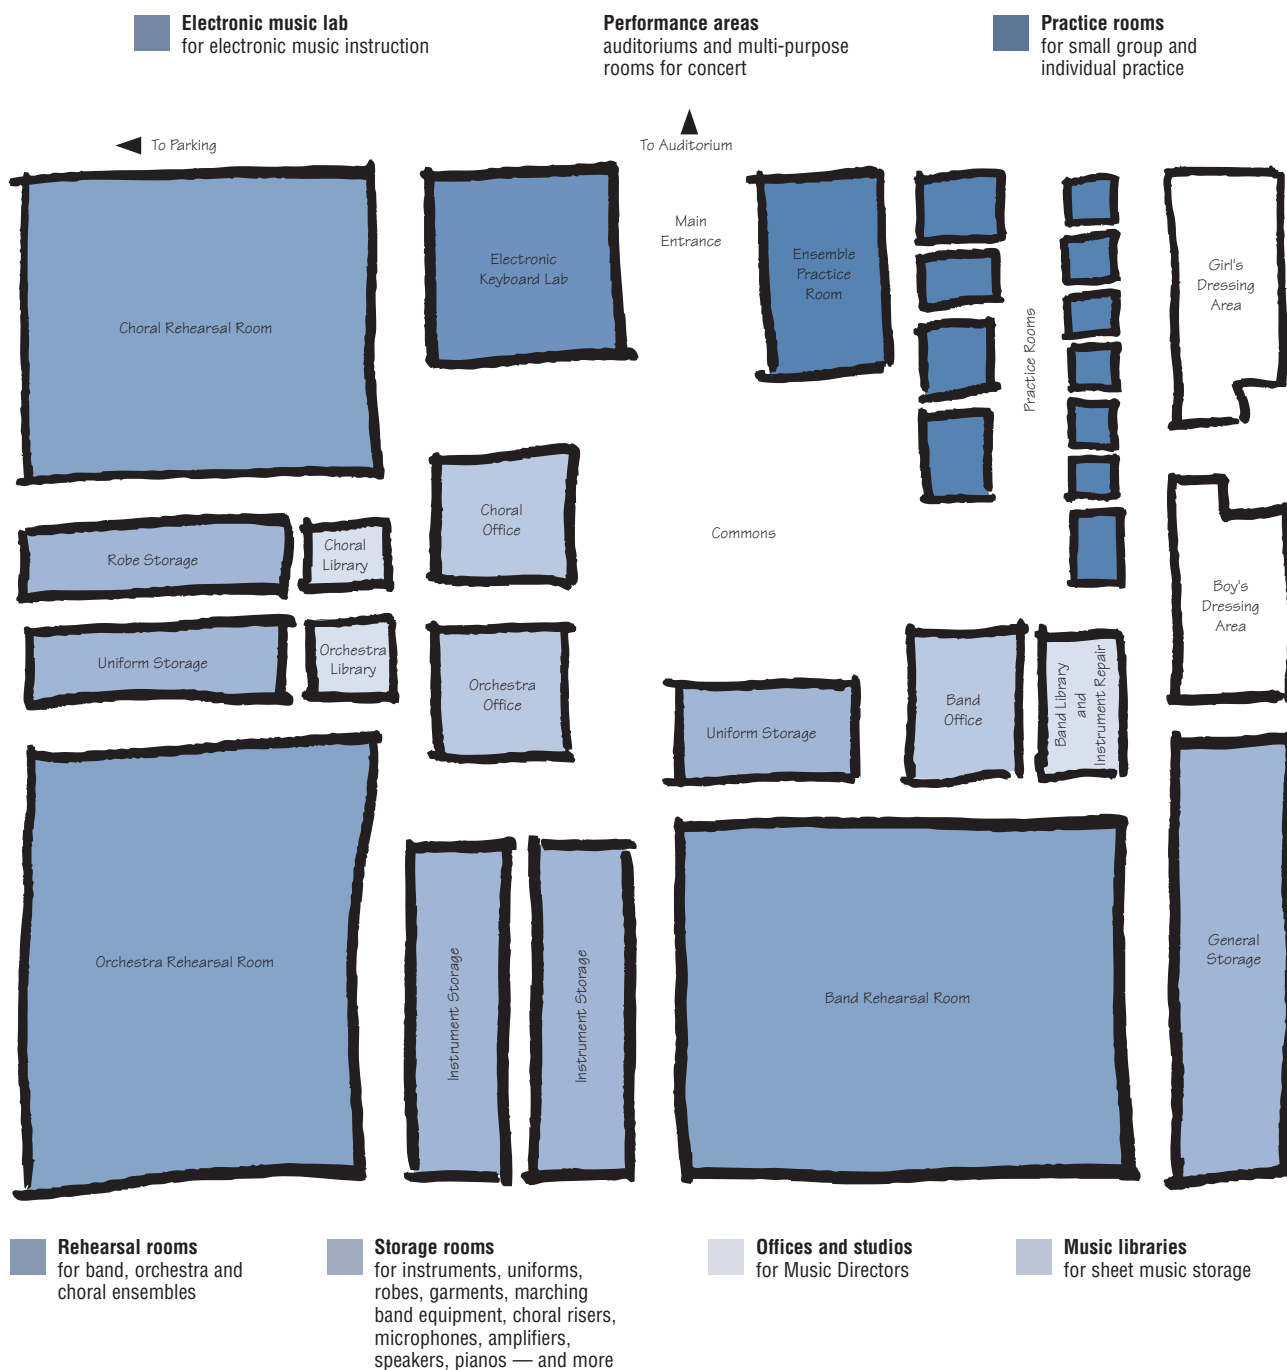 Electronic music lab
for electronic music instruction
Performance areas
auditoriums and multi-purpose
rooms for concert
Practice rooms
for small group and
individual practice
To Parking
To Auditorium
Main
Entrance
Choral Rehearsal Room
Electronic
Keyboard Lab
Ensemble
Practice
Room
Practice Rooms
Girl's
Dressing
Area
Choral
Office
Commons
Robe Storage
Choral
Library
Boy's
Dressing
Area
Uniform Storage
Orchestra
Library
Orchestra
Office
Uniform Storage
Band
Office
Band Library
and
Instrument Repair
Orchestra Rehearsal Room
Instrument Storage
Instrument Storage
Band Rehearsal Room
General
Storage
Rehearsal rooms
for band, orchestra and
choral ensembles
Storage rooms
for instruments, uniforms,
robes, garments, marching
band equipment, choral risers,
microphones, amplifiers,
speakers, pianos — and more
Offices and studios
for Music Directors
Music libraries
for sheet music storage